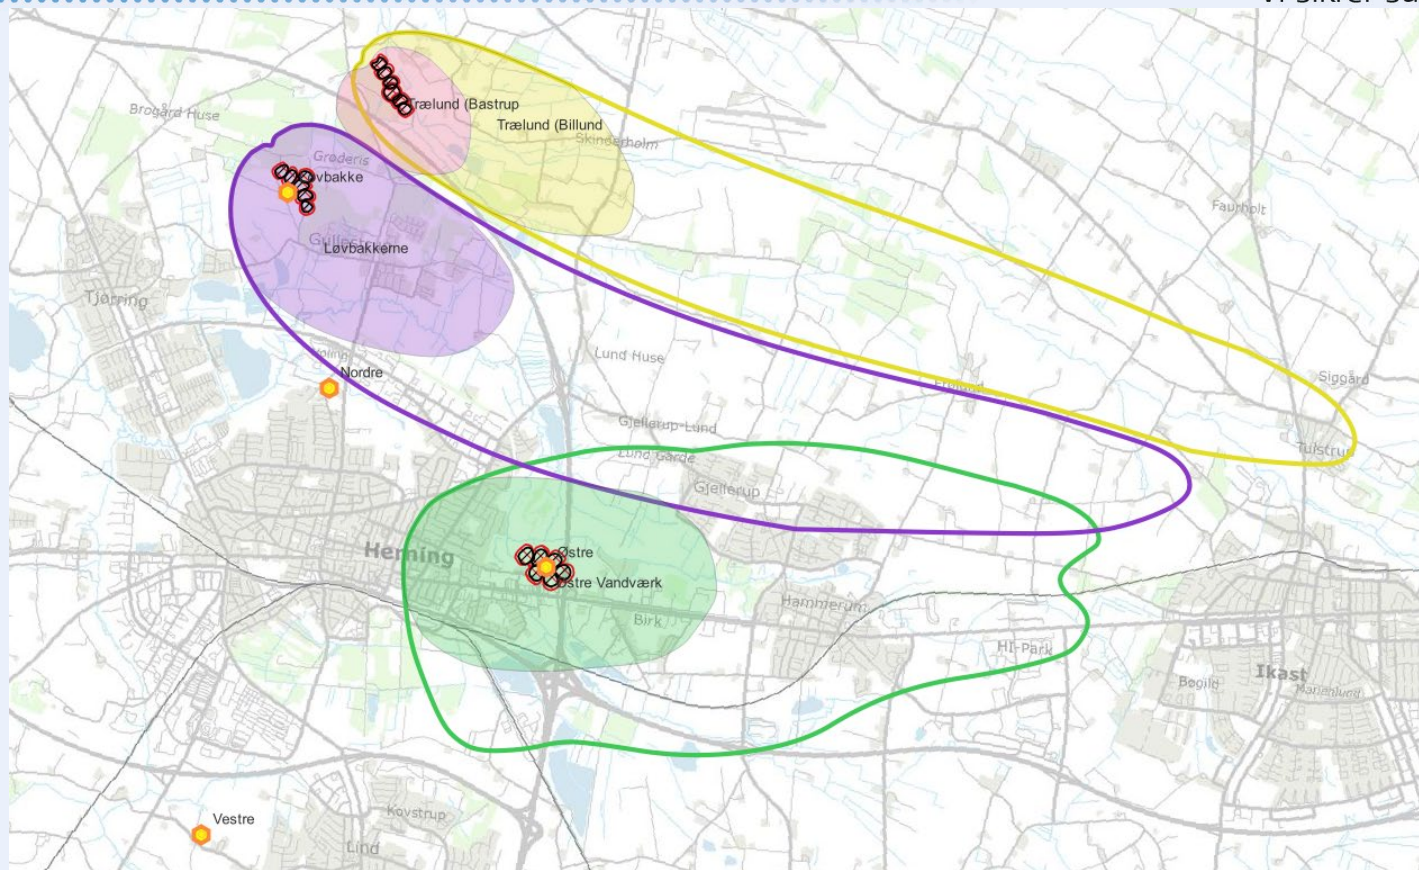 Brogård Huse
Trælund (Bastrup
Trælund (Billund
Skinderholm
Grøderis
Løvbakke
Faurholt
Løvbakkerne
Tjørring
Lund Huse
Nordre
Siggård
Gjellerup-Lund
Tulstrup
Lund Garde
Gjellerup
Herning
Østre
Østre Vandværk
Hammerum
Birk
HI-Park
Ikast
Bøgild
Marienlund
Vestre
Kovstrup
Lind